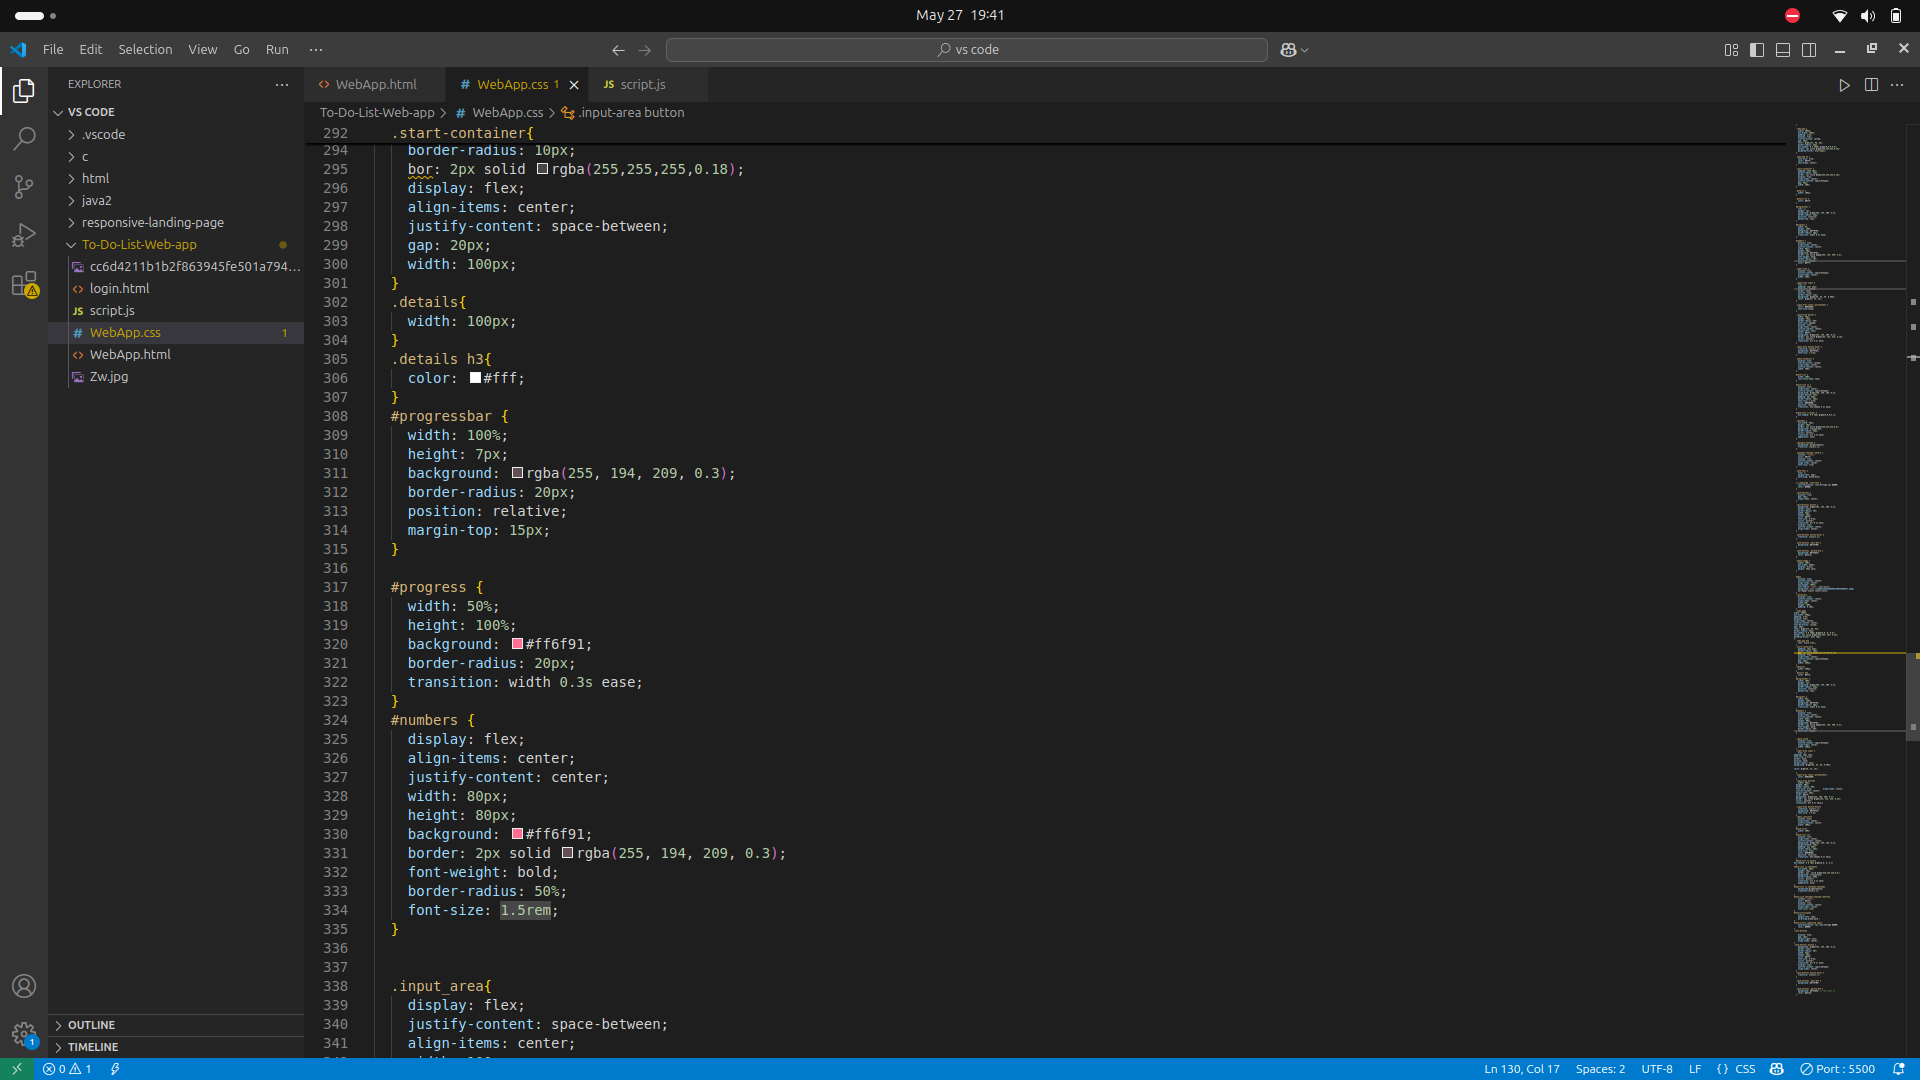 May 27 19:41
File Edit Selection View Go Run ···
vs code
EXPLORER ···
WebApp.html
# WebApp.css 1
JS script.js
VS CODE
.vscode
c
html
java2
responsive-landing-page
To-Do-List-Web-app
cc6d4211b1b2f863945fe501a794...
login.html
JS script.js
# WebApp.css 1
WebApp.html
Zw.jpg
OUTLINE
TIMELINE
To-Do-List-Web-app > # WebApp.css > .input-area button
292 .start-container{
294 border-radius: 10px;
295 bor: 2px solid rgba(255,255,255,0.18);
296 display: flex;
297 align-items: center;
298 justify-content: space-between;
299 gap: 20px;
300 width: 100px;
301 }
302 .details{
303 width: 100px;
304 }
305 .details h3{
306 color: #fff;
307 }
308 #progressbar {
309 width: 100%;
310 height: 7px;
311 background: rgba(255, 194, 209, 0.3);
312 border-radius: 20px;
313 position: relative;
314 margin-top: 15px;
315 }
316
317 #progress {
318 width: 50%;
319 height: 100%;
320 background: #ff6f91;
321 border-radius: 20px;
322 transition: width 0.3s ease;
323 }
324 #numbers {
325 display: flex;
326 align-items: center;
327 justify-content: center;
328 width: 80px;
329 height: 80px;
330 background: #ff6f91;
331 border: 2px solid rgba(255, 194, 209, 0.3);
332 font-weight: bold;
333 border-radius: 50%;
334 font-size: 1.5rem;
335 }
336
337
338 .input_area{
339 display: flex;
340 justify-content: space-between;
341 align-items: center;
1
0 1
Ln 130, Col 17 Spaces: 2 UTF-8 LF {} CSS Port : 5500